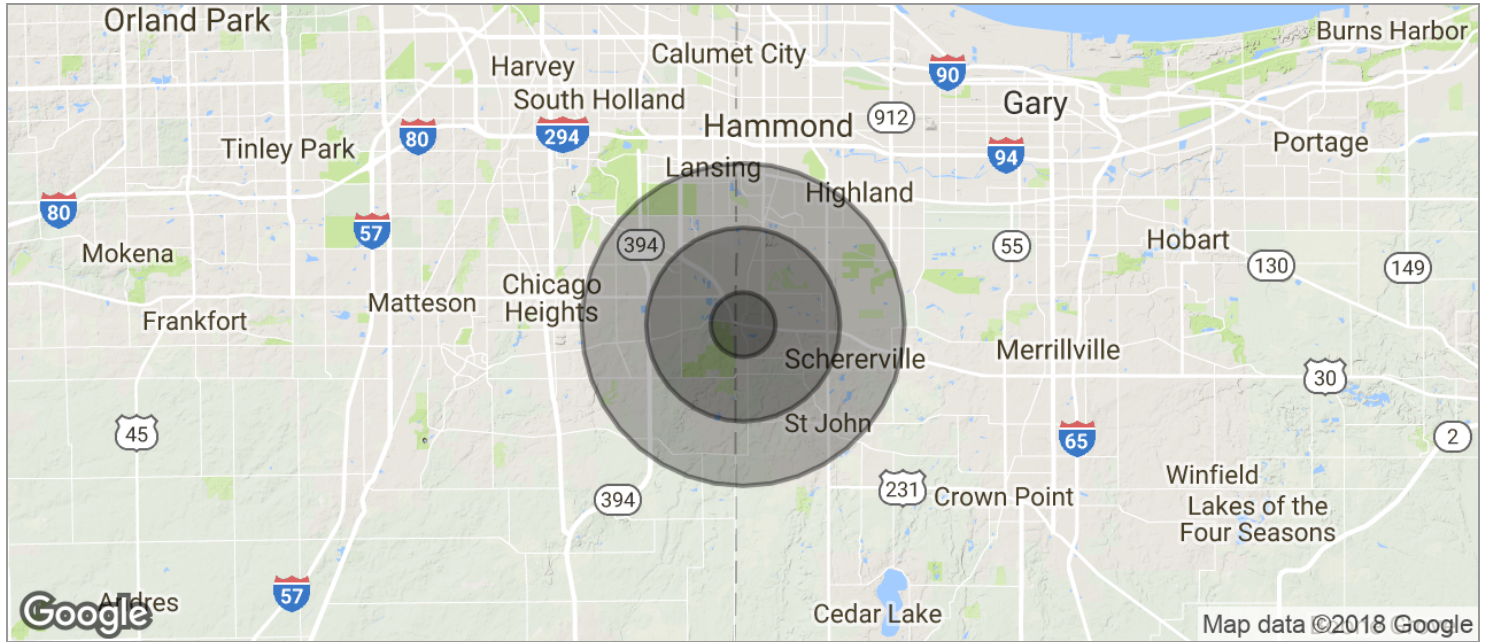 Orland Park
Burns Harbor
Calumet City
Harvey
90
South Holland
Gary
912
Hammond
294
80
Portage
Tinley Park
94
Lansing
Highland
80
57
394
55
Hobart
Mokena
130
149
Chicago
Heights
Matteson
Frankfort
Schererville
Merrillville
30
St John
45
65
2
Winfield
231
Crown Point
394
Lakes of the
Four Seasons
57
Andres
Google
Cedar Lake
Map data ©2018 Google